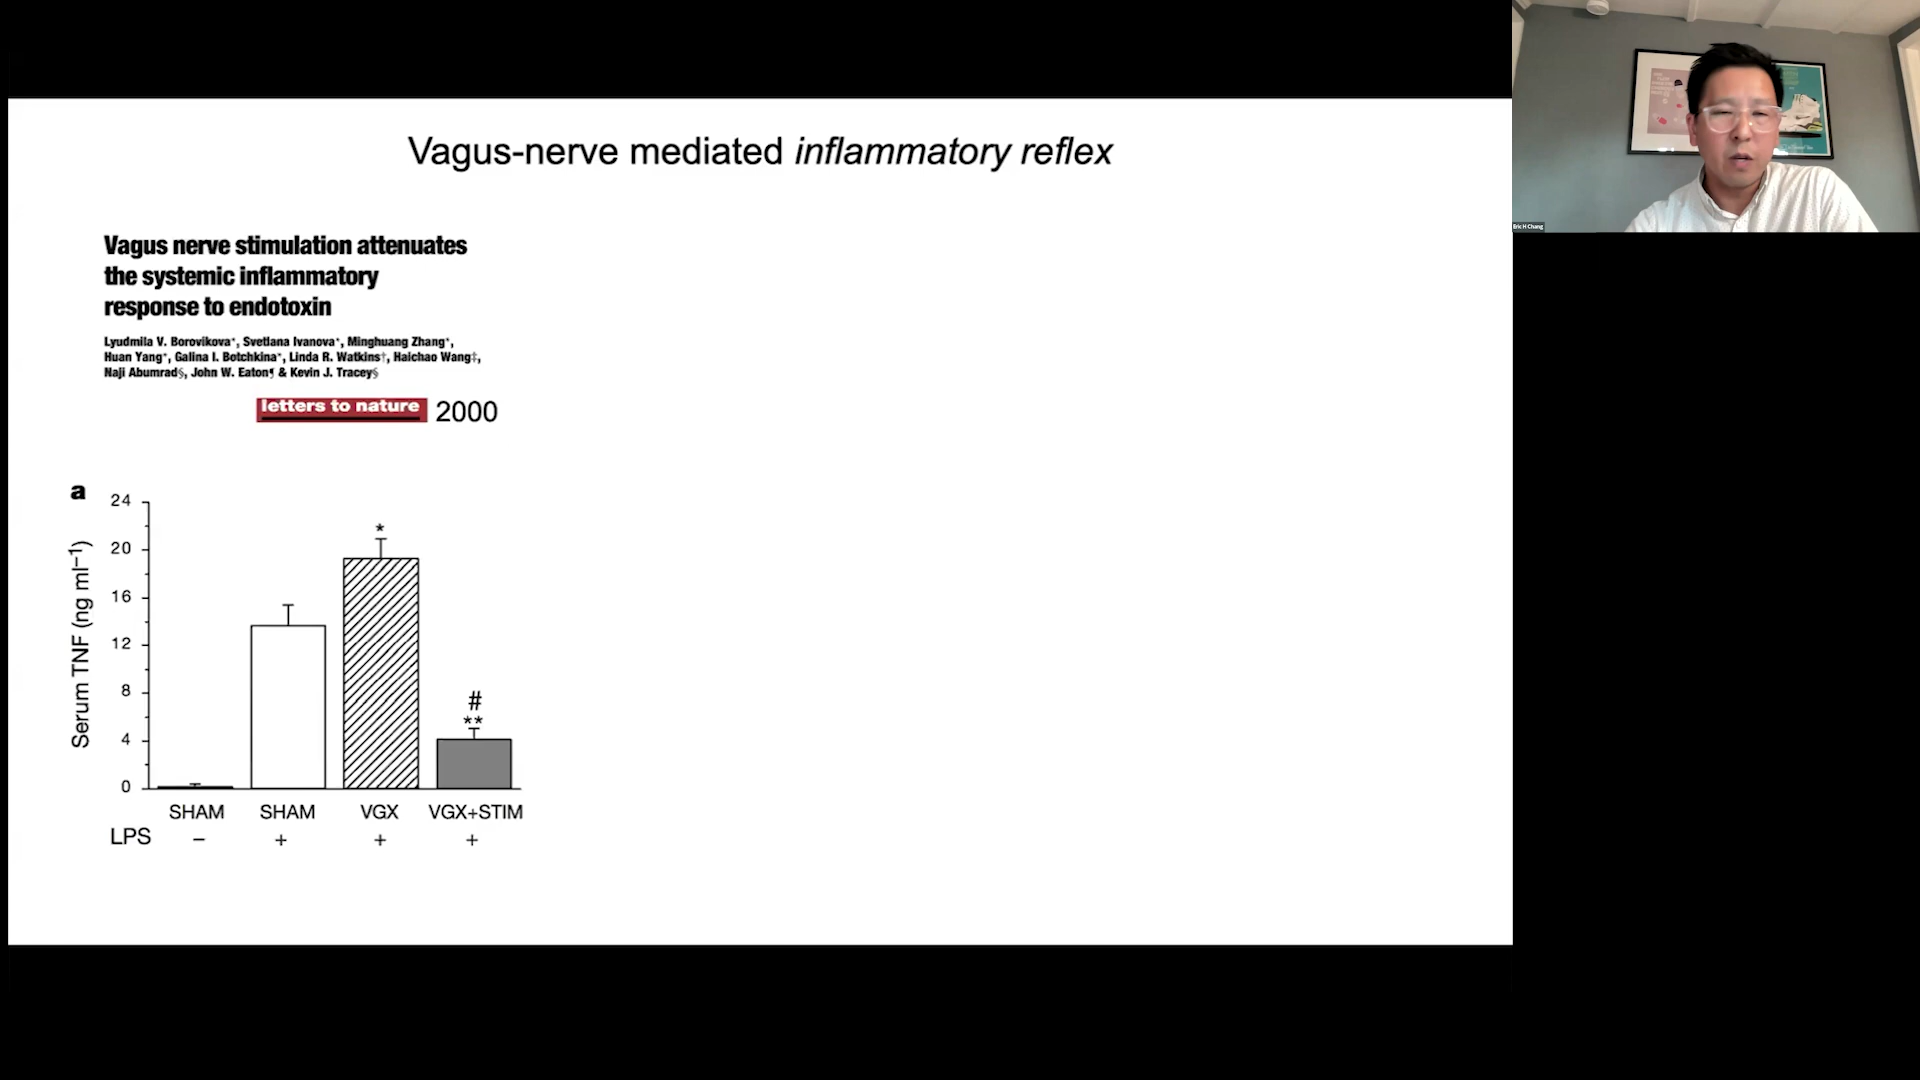 Vagus-nerve mediated inflammatory reflex
Vagus nerve stimulation attenuates
the systemic inflammatory
response to endotoxin
Lyudmila V. Borovikova*, Svetlana Ivanova*, Minghuang Zhang*,
Huan Yang*, Galina I. Botchkina*, Linda R. Watkins†, Haichao Wang‡,
Naji Abumrad§, John W. Eaton¶ & Kevin J. Tracey§
letters to nature 2000
a
Serum TNF (ng ml⁻¹)
24
20
16
12
8
4
0
*
#
**
SHAM SHAM VGX VGX+STIM
LPS − + + +
Eric H Chang